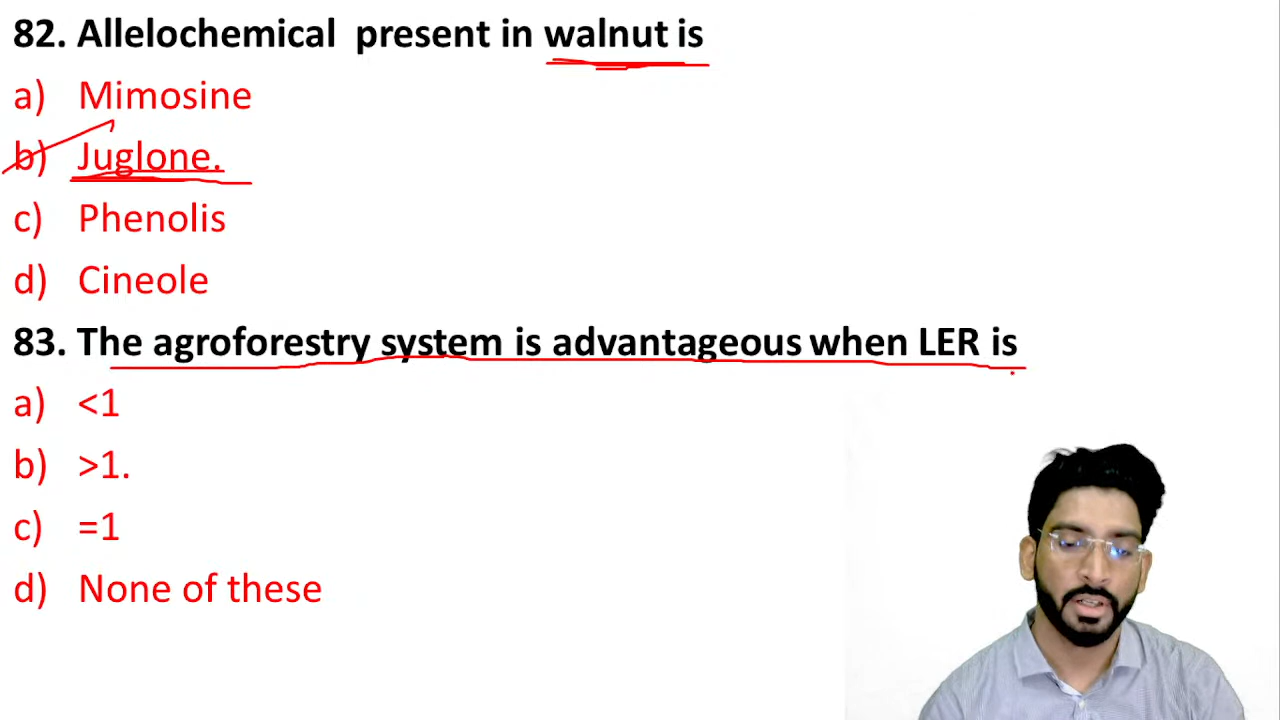 82. Allelochemical present in walnut is
a) Mimosine
b) Juglone.
c) Phenolis
d) Cineole
83. The agroforestry system is advantageous when LER is
a) <1
b) >1.
c) =1
d) None of these